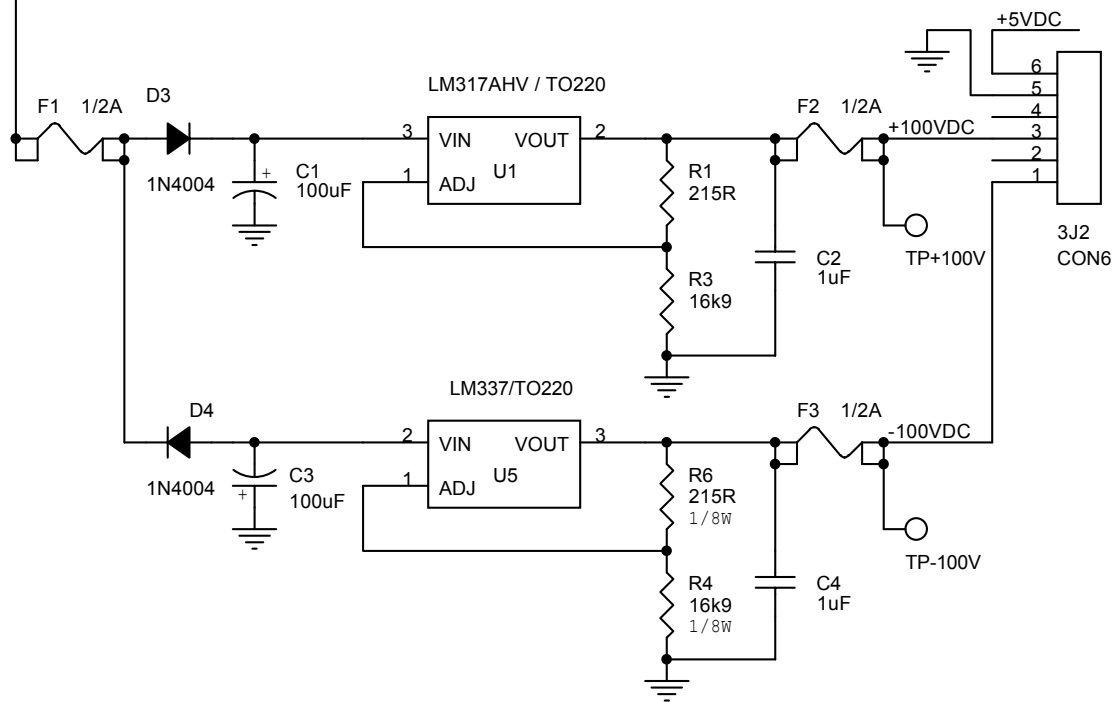 +5VDC
LM317AHV / TO220
6
5
4
3
2
1
F1 1/2A
D3
F2 1/2A
+100VDC
3
VIN
VOUT
2
1
ADJ
U1
1N4004
+
C1
100uF
R1
215R
3J2
CON6
TP+100V
C2
1uF
R3
16k9
LM337/TO220
D4
F3 1/2A
-100VDC
2
VIN
VOUT
3
1
ADJ
U5
1N4004
+
C3
100uF
R6
215R
1/8W
TP-100V
R4
16k9
1/8W
C4
1uF